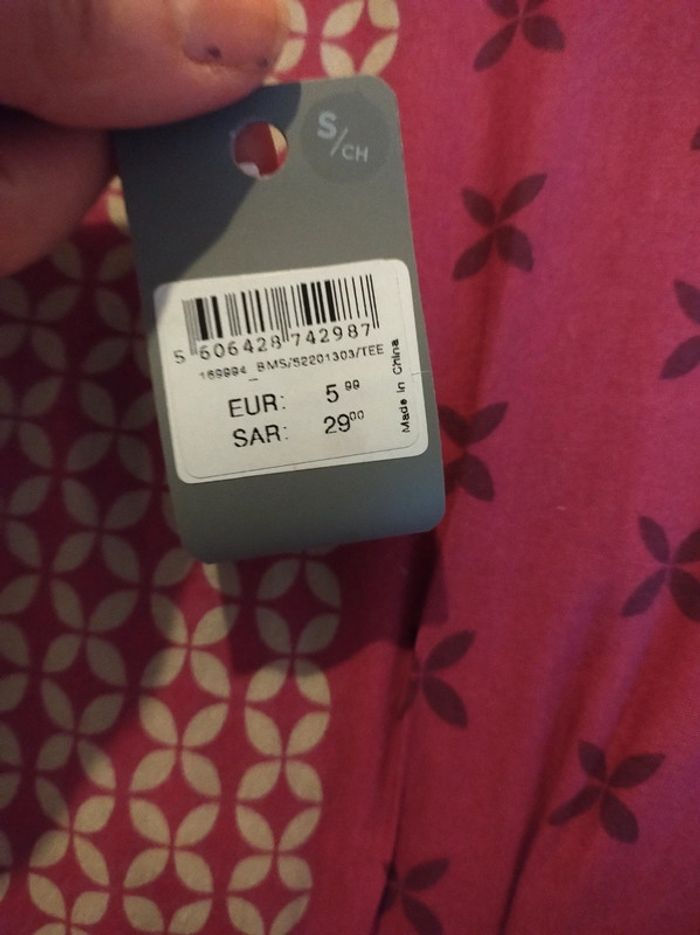 S/CH
5 606428 742987
169994_BMS/S2201303/TEE
EUR: 5 99
SAR: 29 00
Made in China